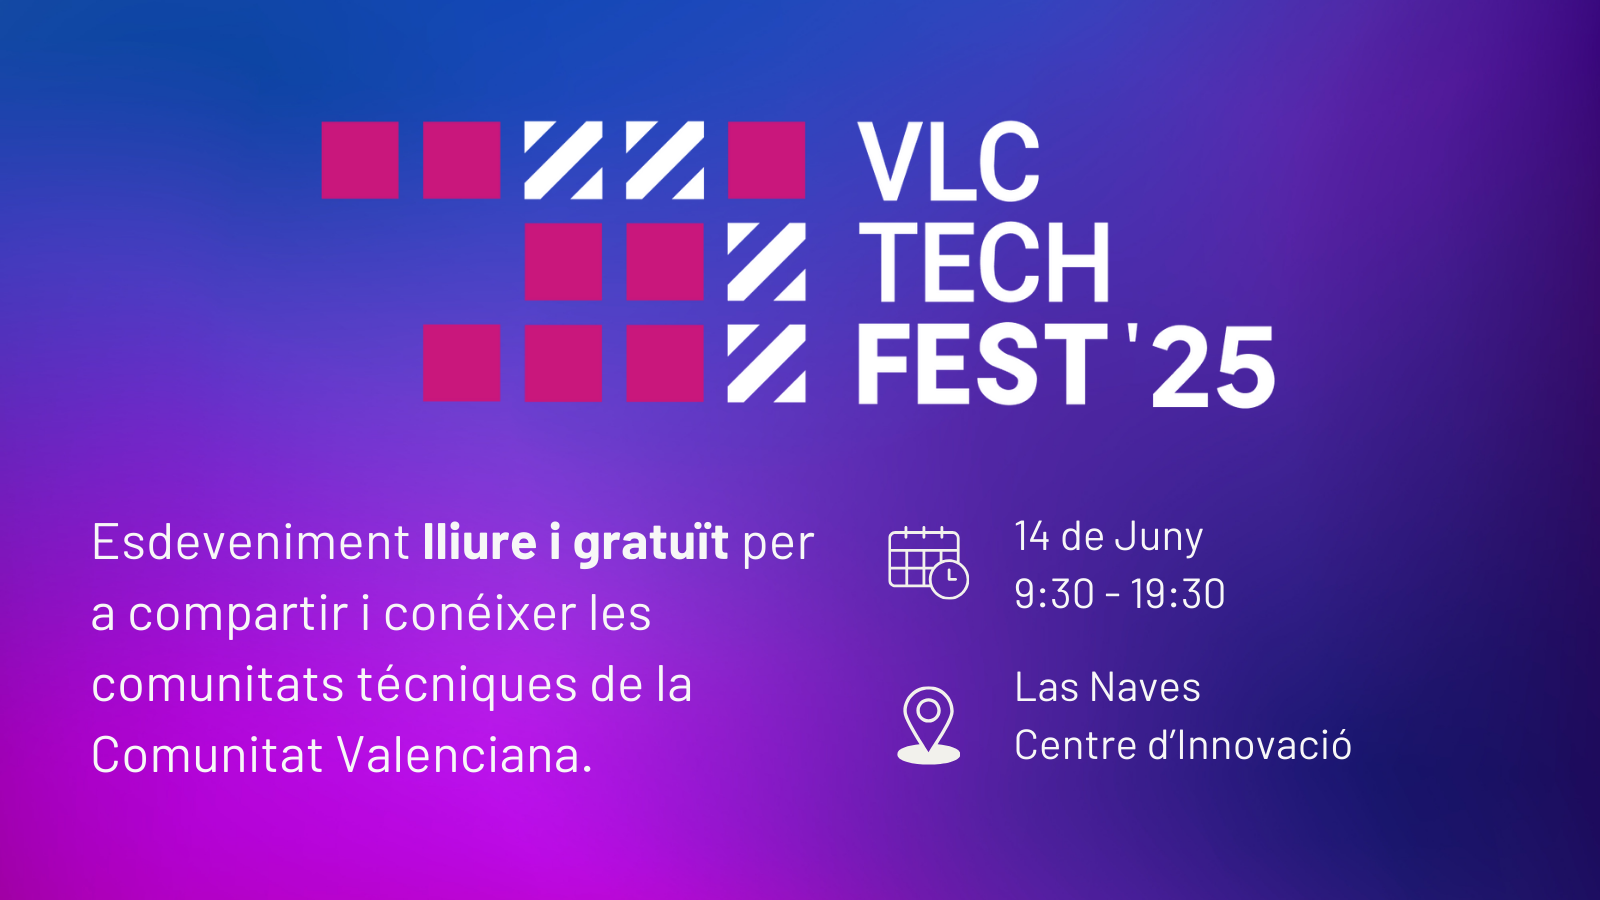 VLC
TECH
FEST '25
Esdeveniment lliure i gratuït per
a compartir i conéixer les
comunitats técniques de la
Comunitat Valenciana.
14 de Juny
9:30 - 19:30
Las Naves
Centre d’Innovació